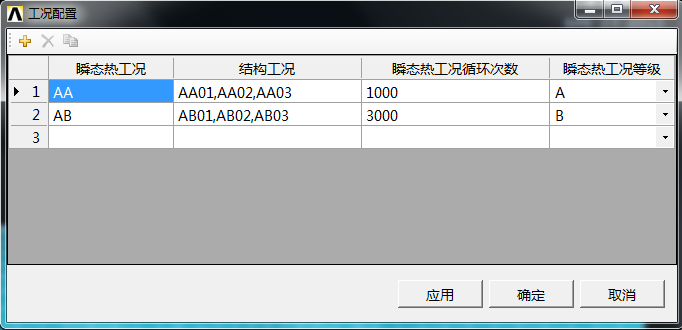 工况配置
瞬态热工况 结构工况 瞬态热工况循环次数 瞬态热工况等级
1 AA AA01,AA02,AA03 1000 A
2 AB AB01,AB02,AB03 3000 B
3
应用 确定 取消